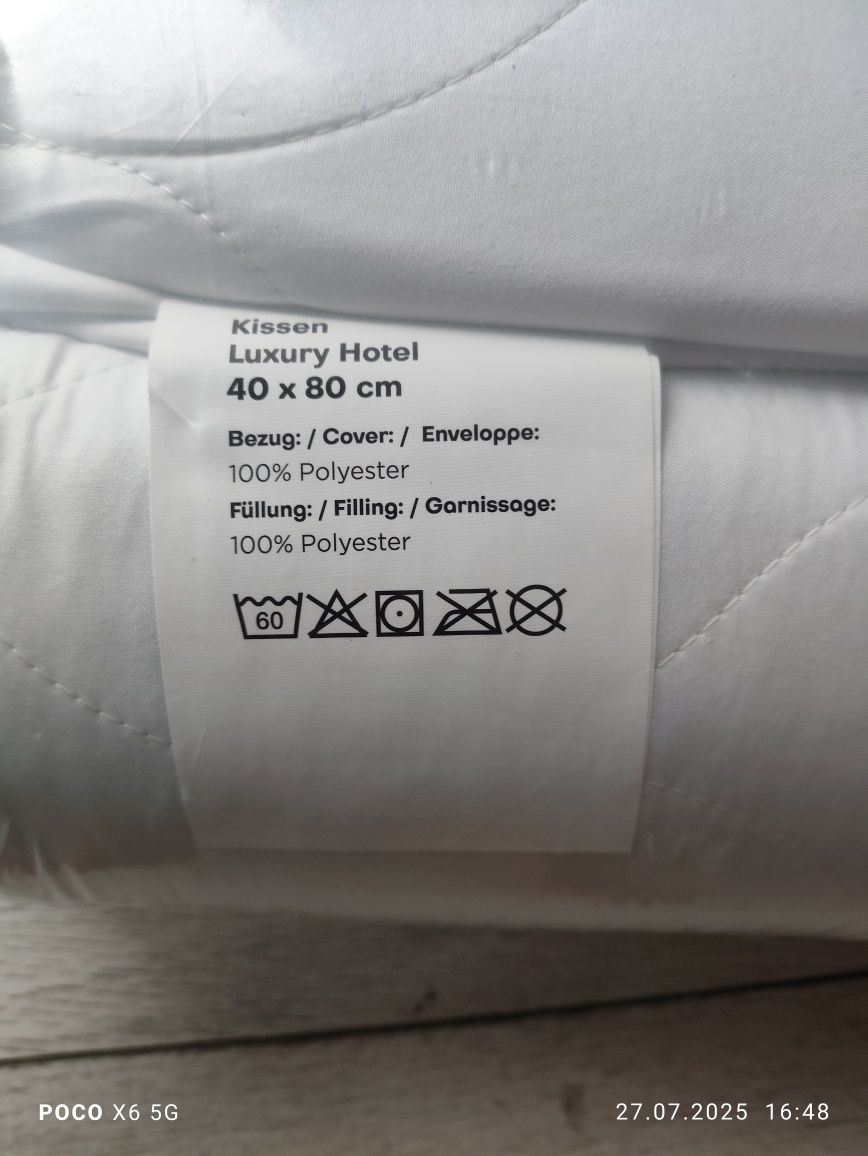 Kissen
Luxury Hotel
40 x 80 cm
Bezug: / Cover: / Enveloppe:
100% Polyester
Füllung: / Filling: / Garnissage:
100% Polyester
60
POCO X6 5G
27.07.2025 16:48